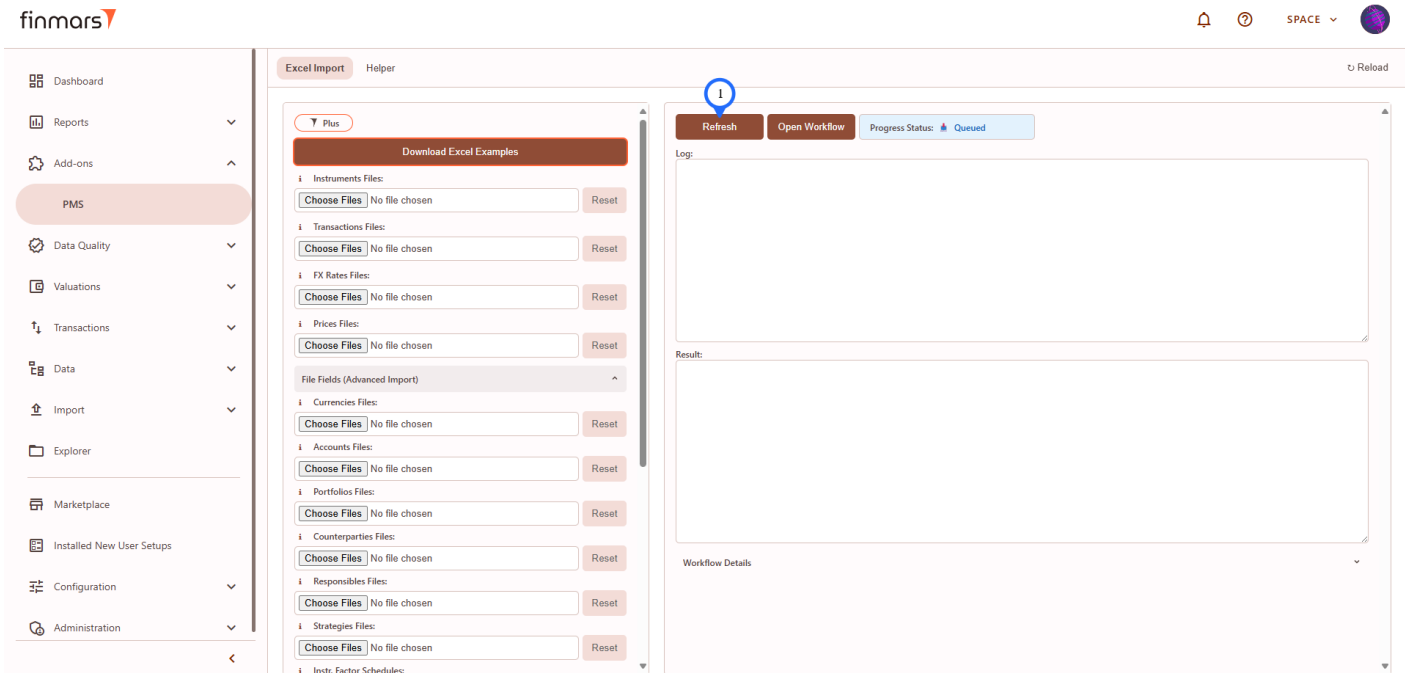 finmars
SPACE
Dashboard
Reports
Add-ons
PMS
Data Quality
Valuations
Transactions
Data
Import
Explorer
Marketplace
Installed New User Setups
Configuration
Administration
Excel Import Helper
Reload
Plus
Download Excel Examples
i Instruments Files:
Choose Files No file chosen Reset
i Transactions Files:
Choose Files No file chosen Reset
i FX Rates Files:
Choose Files No file chosen Reset
i Prices Files:
Choose Files No file chosen Reset
File Fields (Advanced Import)
i Currencies Files:
Choose Files No file chosen Reset
i Accounts Files:
Choose Files No file chosen Reset
i Portfolios Files:
Choose Files No file chosen Reset
i Counterparties Files:
Choose Files No file chosen Reset
i Responsibles Files:
Choose Files No file chosen Reset
i Strategies Files:
Choose Files No file chosen Reset
i Instr. Factor Schedules:
1
Refresh Open Workflow Progress Status: Queued
Log:
Result:
Workflow Details